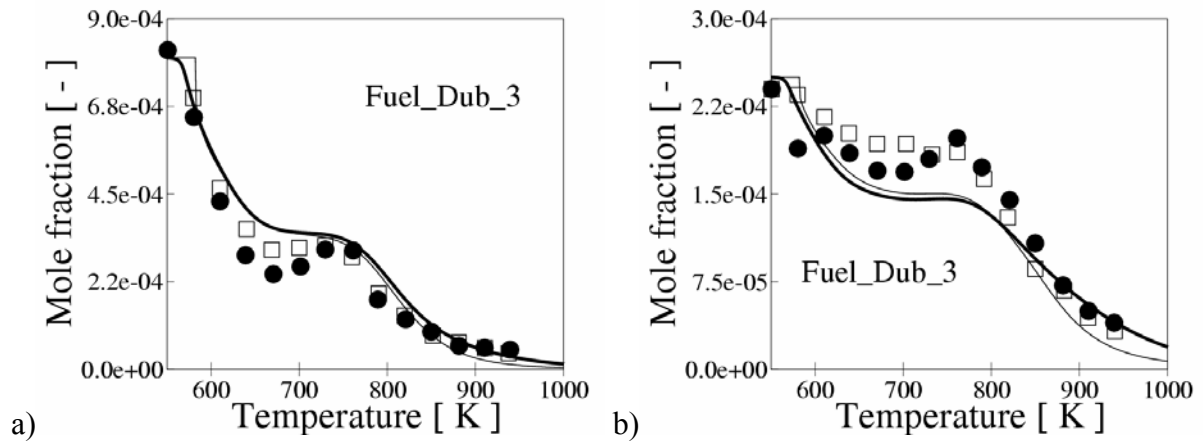 9.0e-04
6.8e-04
4.5e-04
2.2e-04
0.0e+00
Mole fraction [ - ]
Fuel_Dub_3
600 700 800 900 1000
Temperature [ K ]
a)
3.0e-04
2.2e-04
1.5e-04
7.5e-05
0.0e+00
Mole fraction [ - ]
Fuel_Dub_3
600 700 800 900 1000
Temperature [ K ]
b)